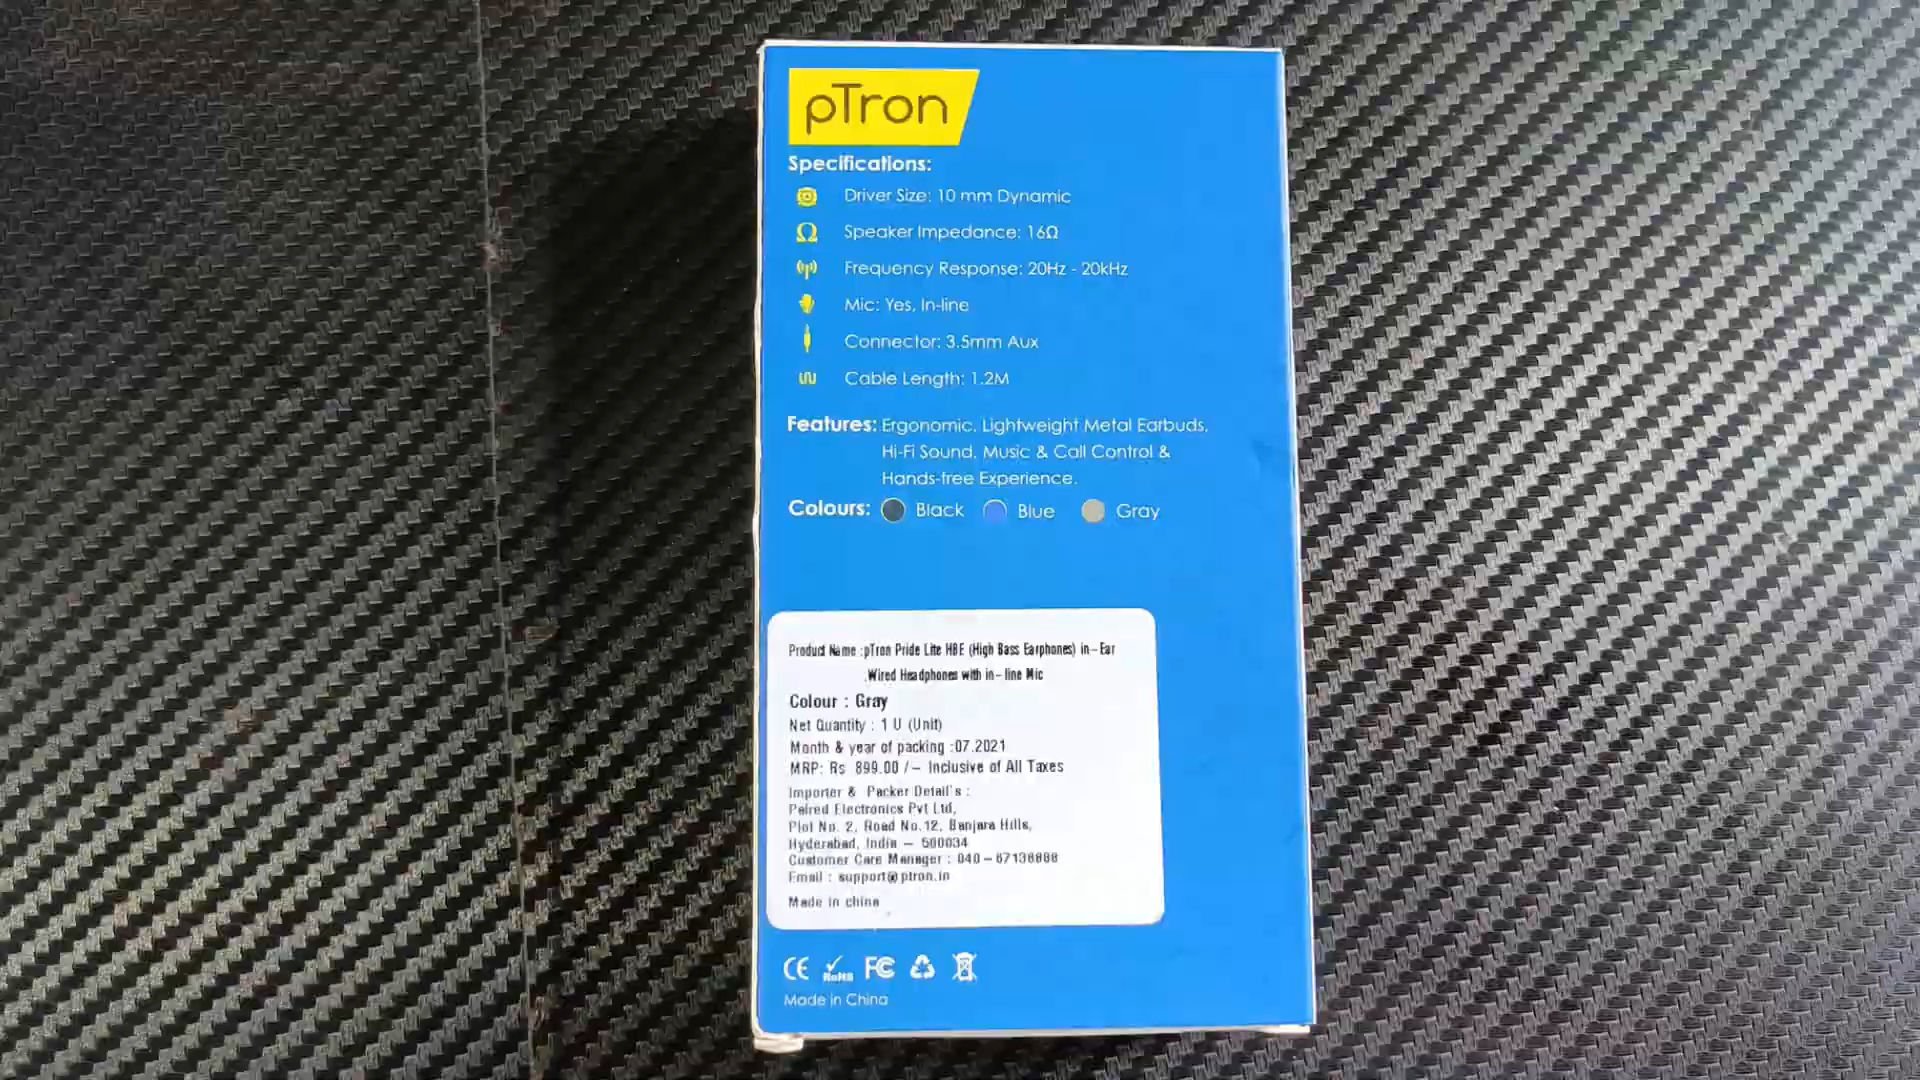 pTron
Specifications:
Driver Size: 10 mm Dynamic
Speaker Impedance: 16Ω
Frequency Response: 20Hz - 20kHz
Mic: Yes, In-line
Connector: 3.5mm Aux
Cable Length: 1.2M
Features: Ergonomic, Lightweight Metal Earbuds,
Hi-Fi Sound, Music & Call Control &
Hands-free Experience.
Colours: Black Blue Gray
Product Name :pTron Pride Lite HBE (High Bass Earphones) in-Ear
Wired Headphones with in- line Mic
Colour : Gray
Net Quantity : 1 U (Unit)
Month & year of packing :07.2021
MRP: Rs 899.00 /- Inclusive of All Taxes
Importer & Packer Detail's :
Palred Electronics Pvt Ltd,
Plot No. 2, Road No.12, Banjara Hills,
Hyderabad, India - 500034
Customer Care Manager : 040-67138888
Email : support@ptron.in
Made in china
CE RoHS FC
Made in China